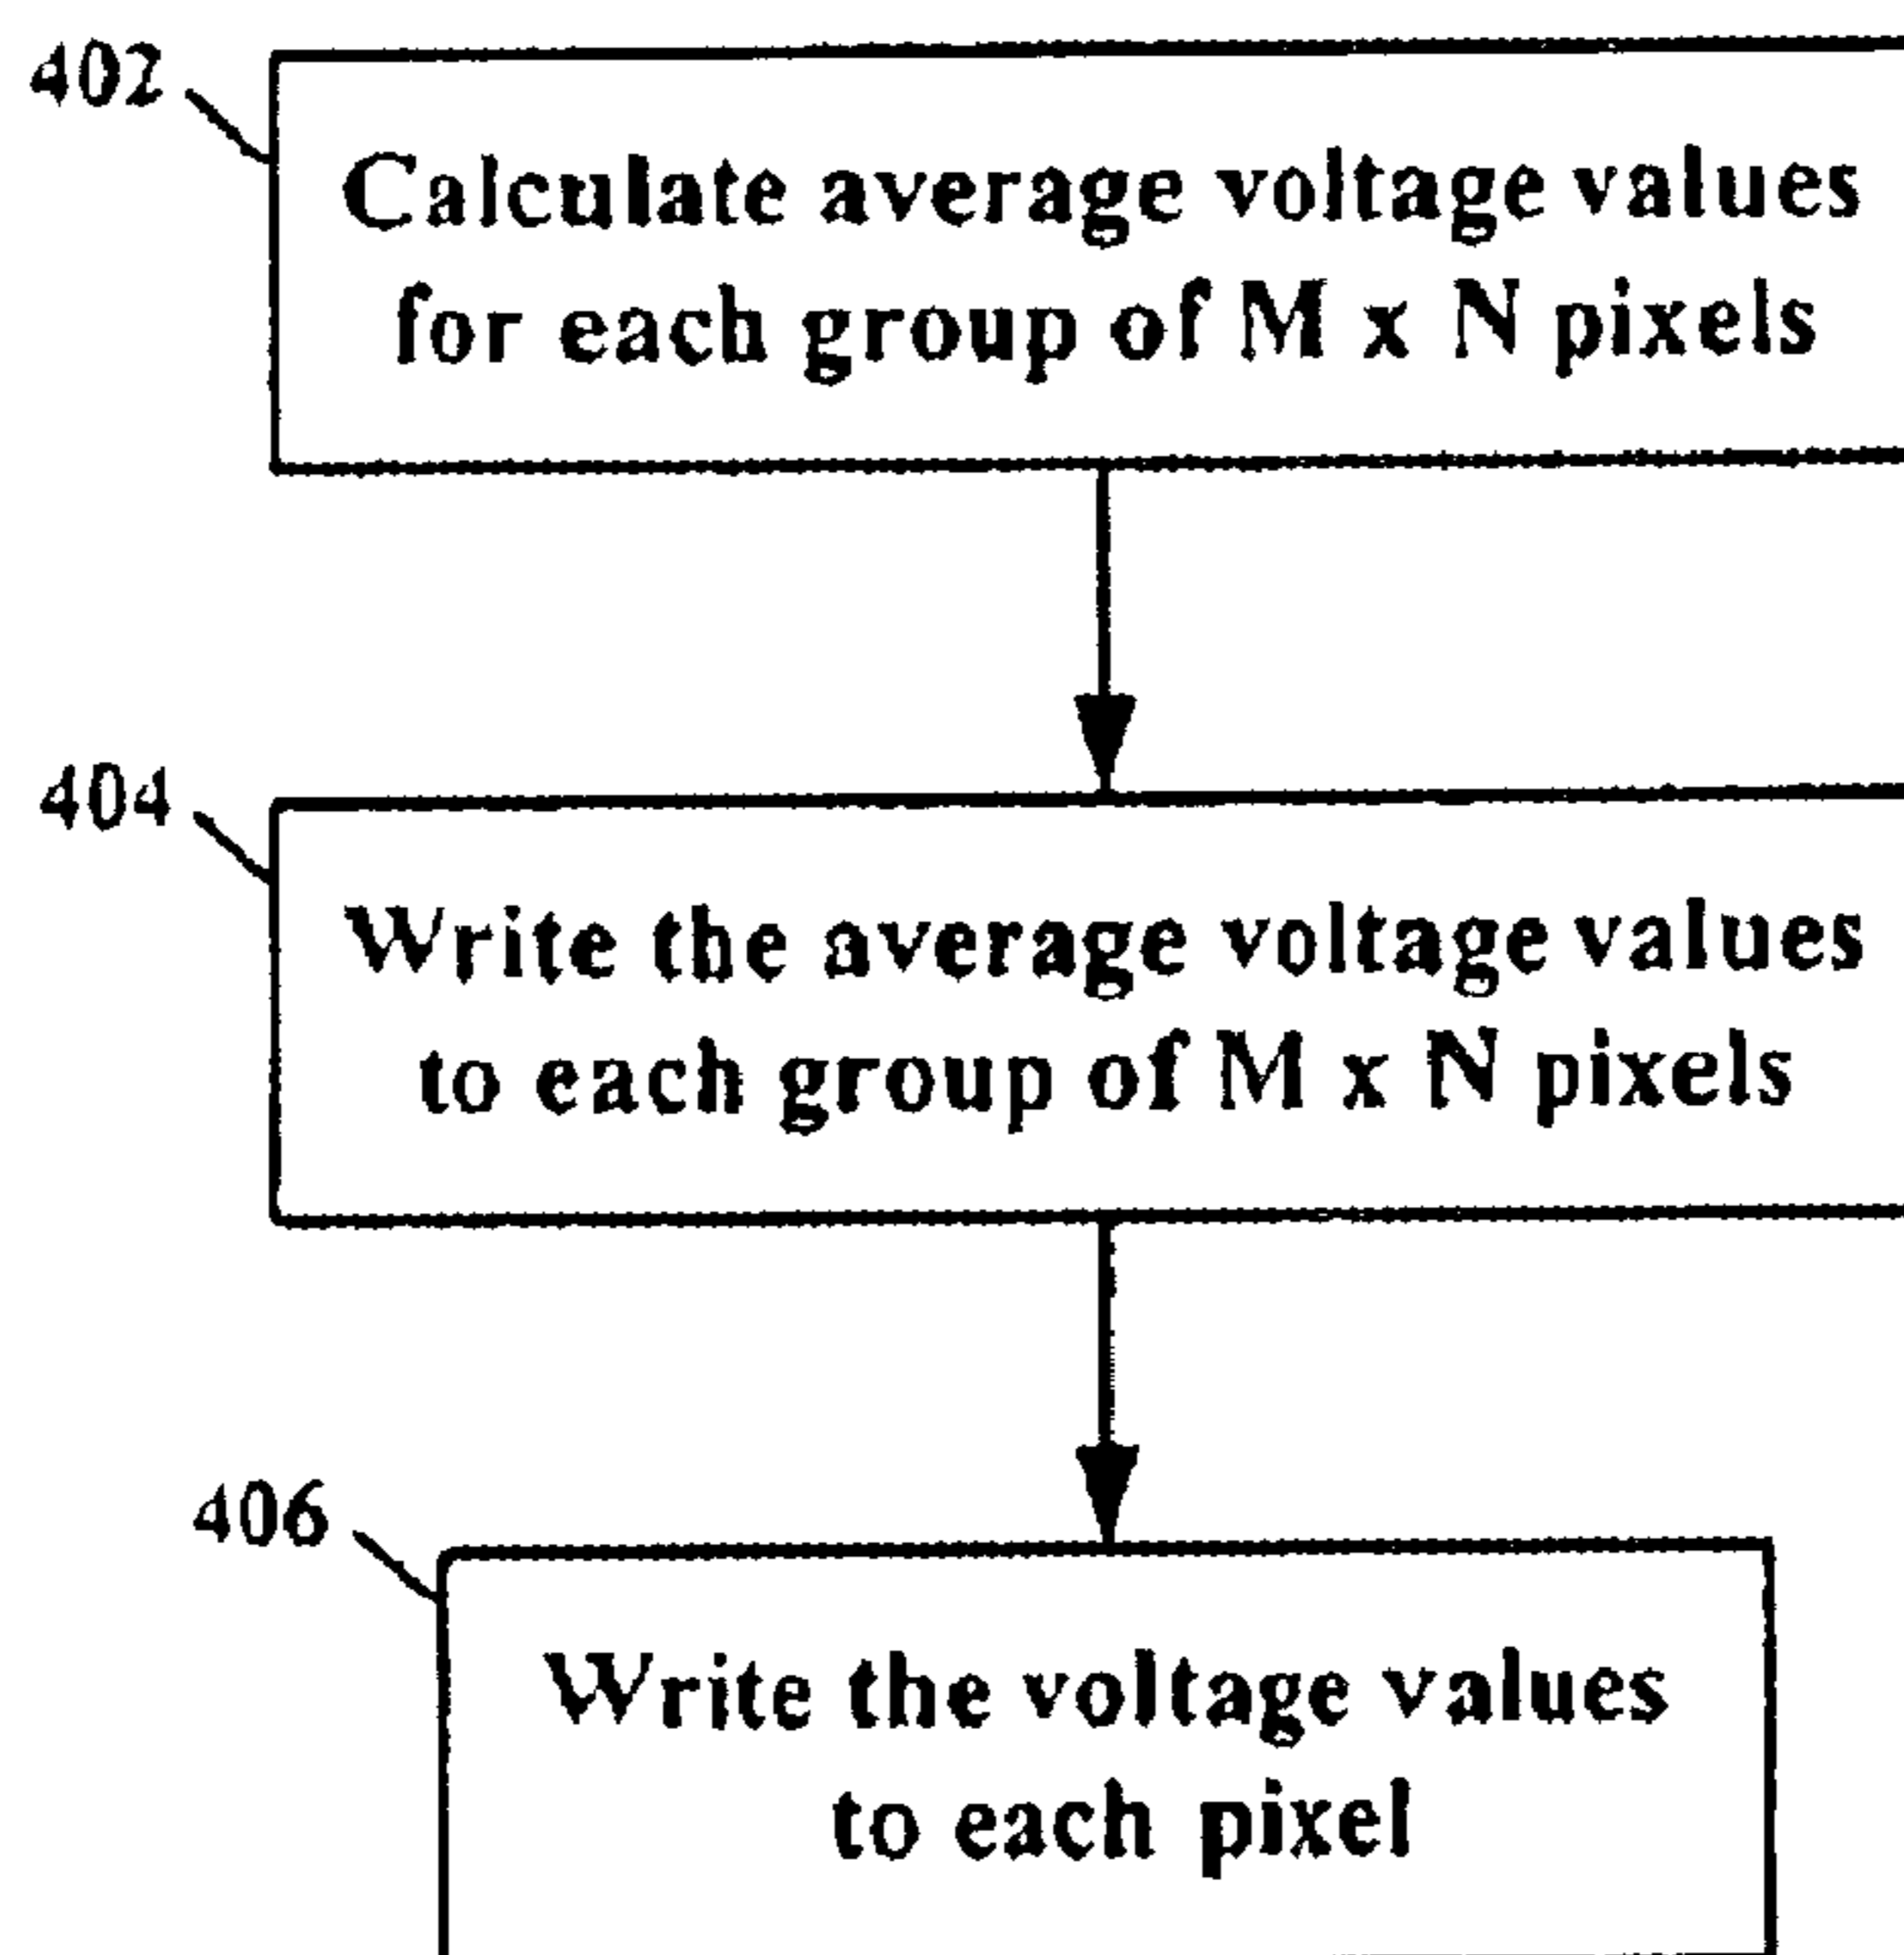 402
Calculate average voltage values
for each group of M x N pixels
404
Write the average voltage values
to each group of M x N pixels
406
Write the voltage values
to each pixel